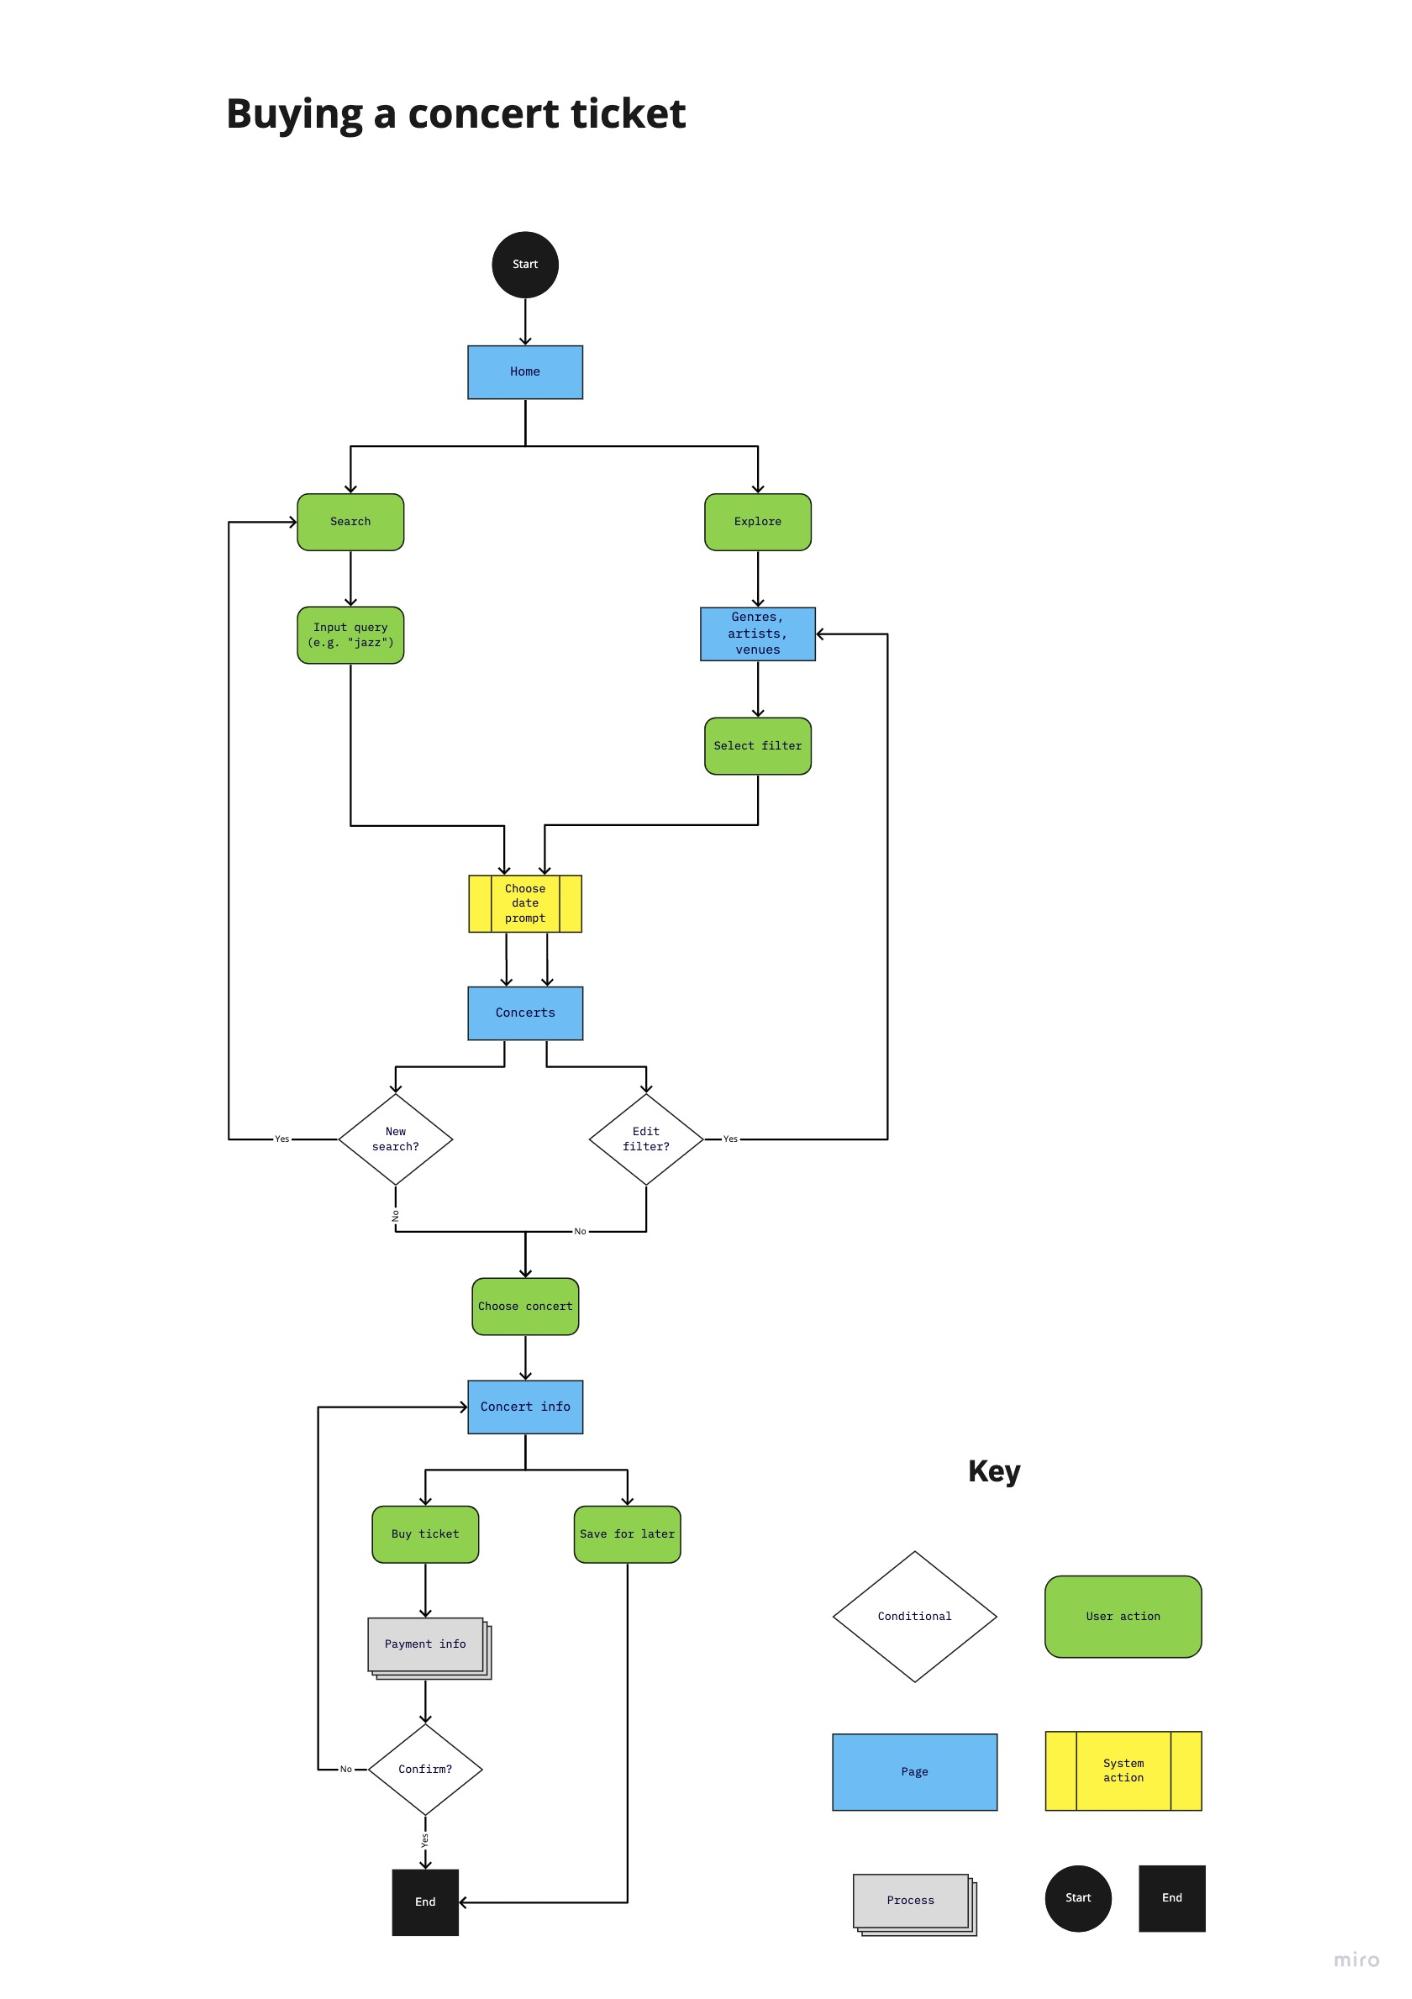 Buying a concert ticket
Start
Home
Search
Explore
Input query
(e.g. "jazz")
Genres,
artists,
venues
Select filter
Choose
date
prompt
Concerts
New
search?
Yes
Edit
filter?
Yes
No
No
Choose concert
Concert info
Buy ticket
Save for later
Payment info
Confirm?
No
Yes
End
Key
Conditional
User action
Page
System
action
Process
Start
End
miro